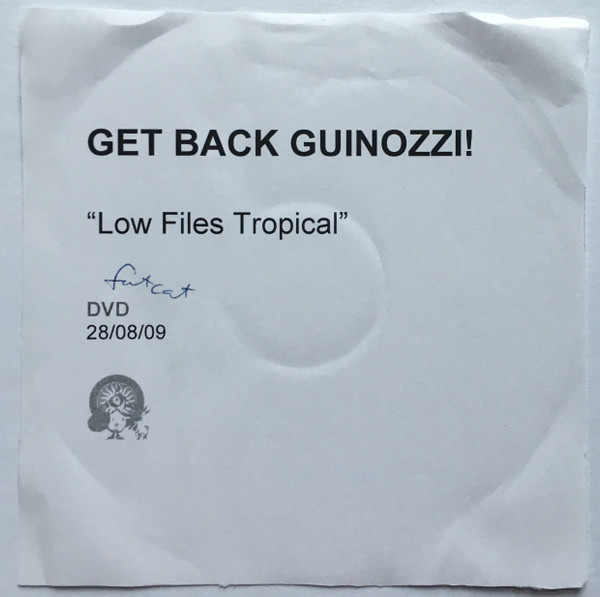 GET BACK GUINOZZI!
“Low Files Tropical”
fatcat
DVD
28/08/09